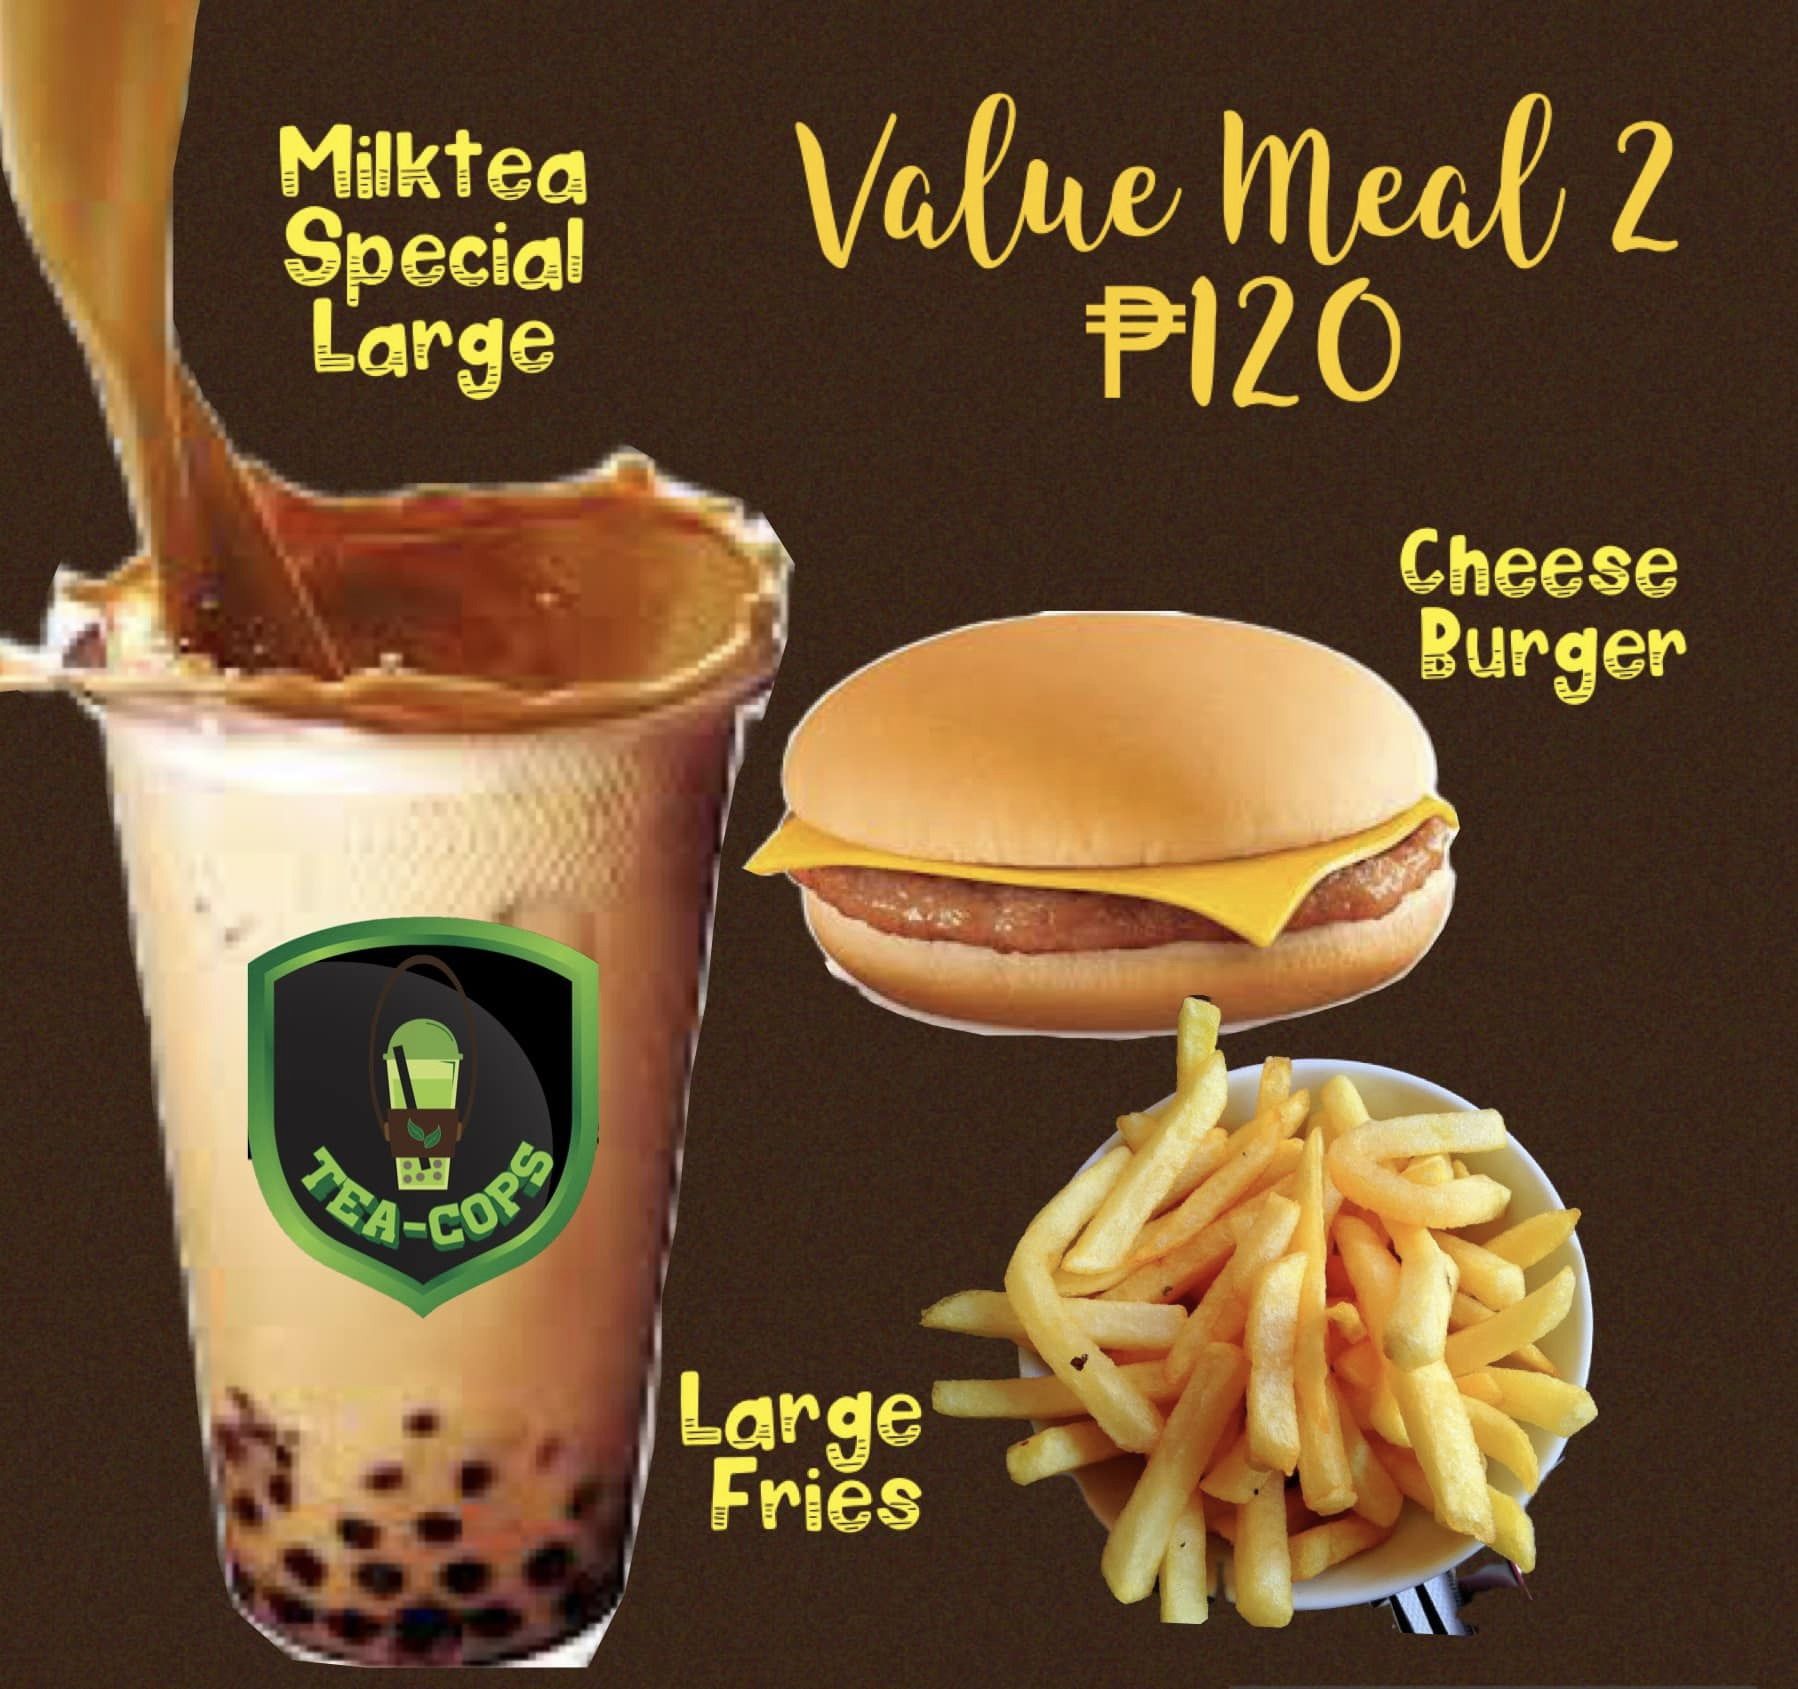 Milktea
Special
Large
Value Meal 2
₱120
Cheese
Burger
TEA-COPS
Large
Fries